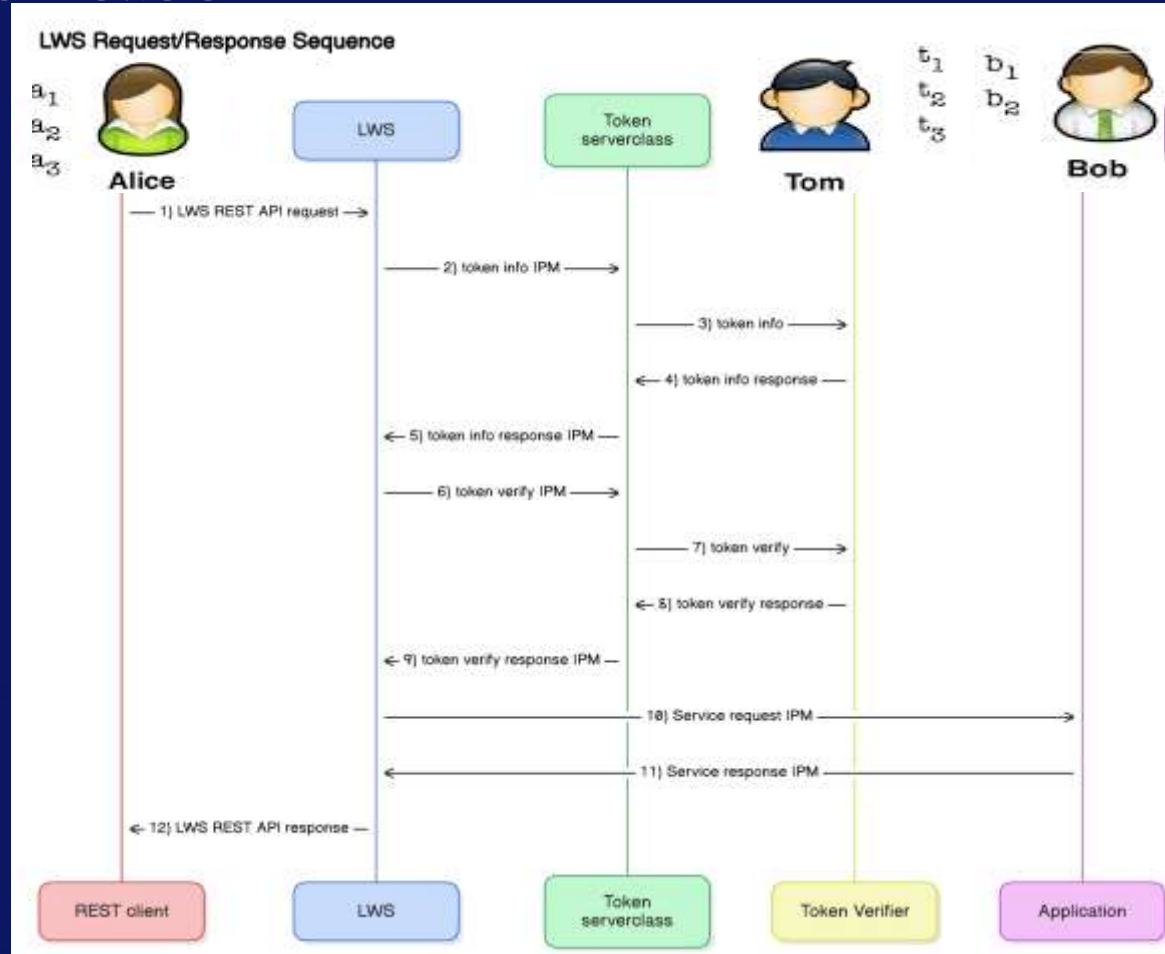 LWS Request/Response Sequence
a1
a2
a3
t1
t2
t3
b1
b2
LWS
Token
serverclass
Alice
Tom
Bob
1) LWS REST API request
2) token info IPM
3) token info
4) token info response
5) token info response IPM
6) token verify IPM
7) token verify
8) token verify response
9) token verify response IPM
10) Service request IPM
11) Service response IPM
12) LWS REST API response
REST client
LWS
Token
serverclass
Token Verifier
Application